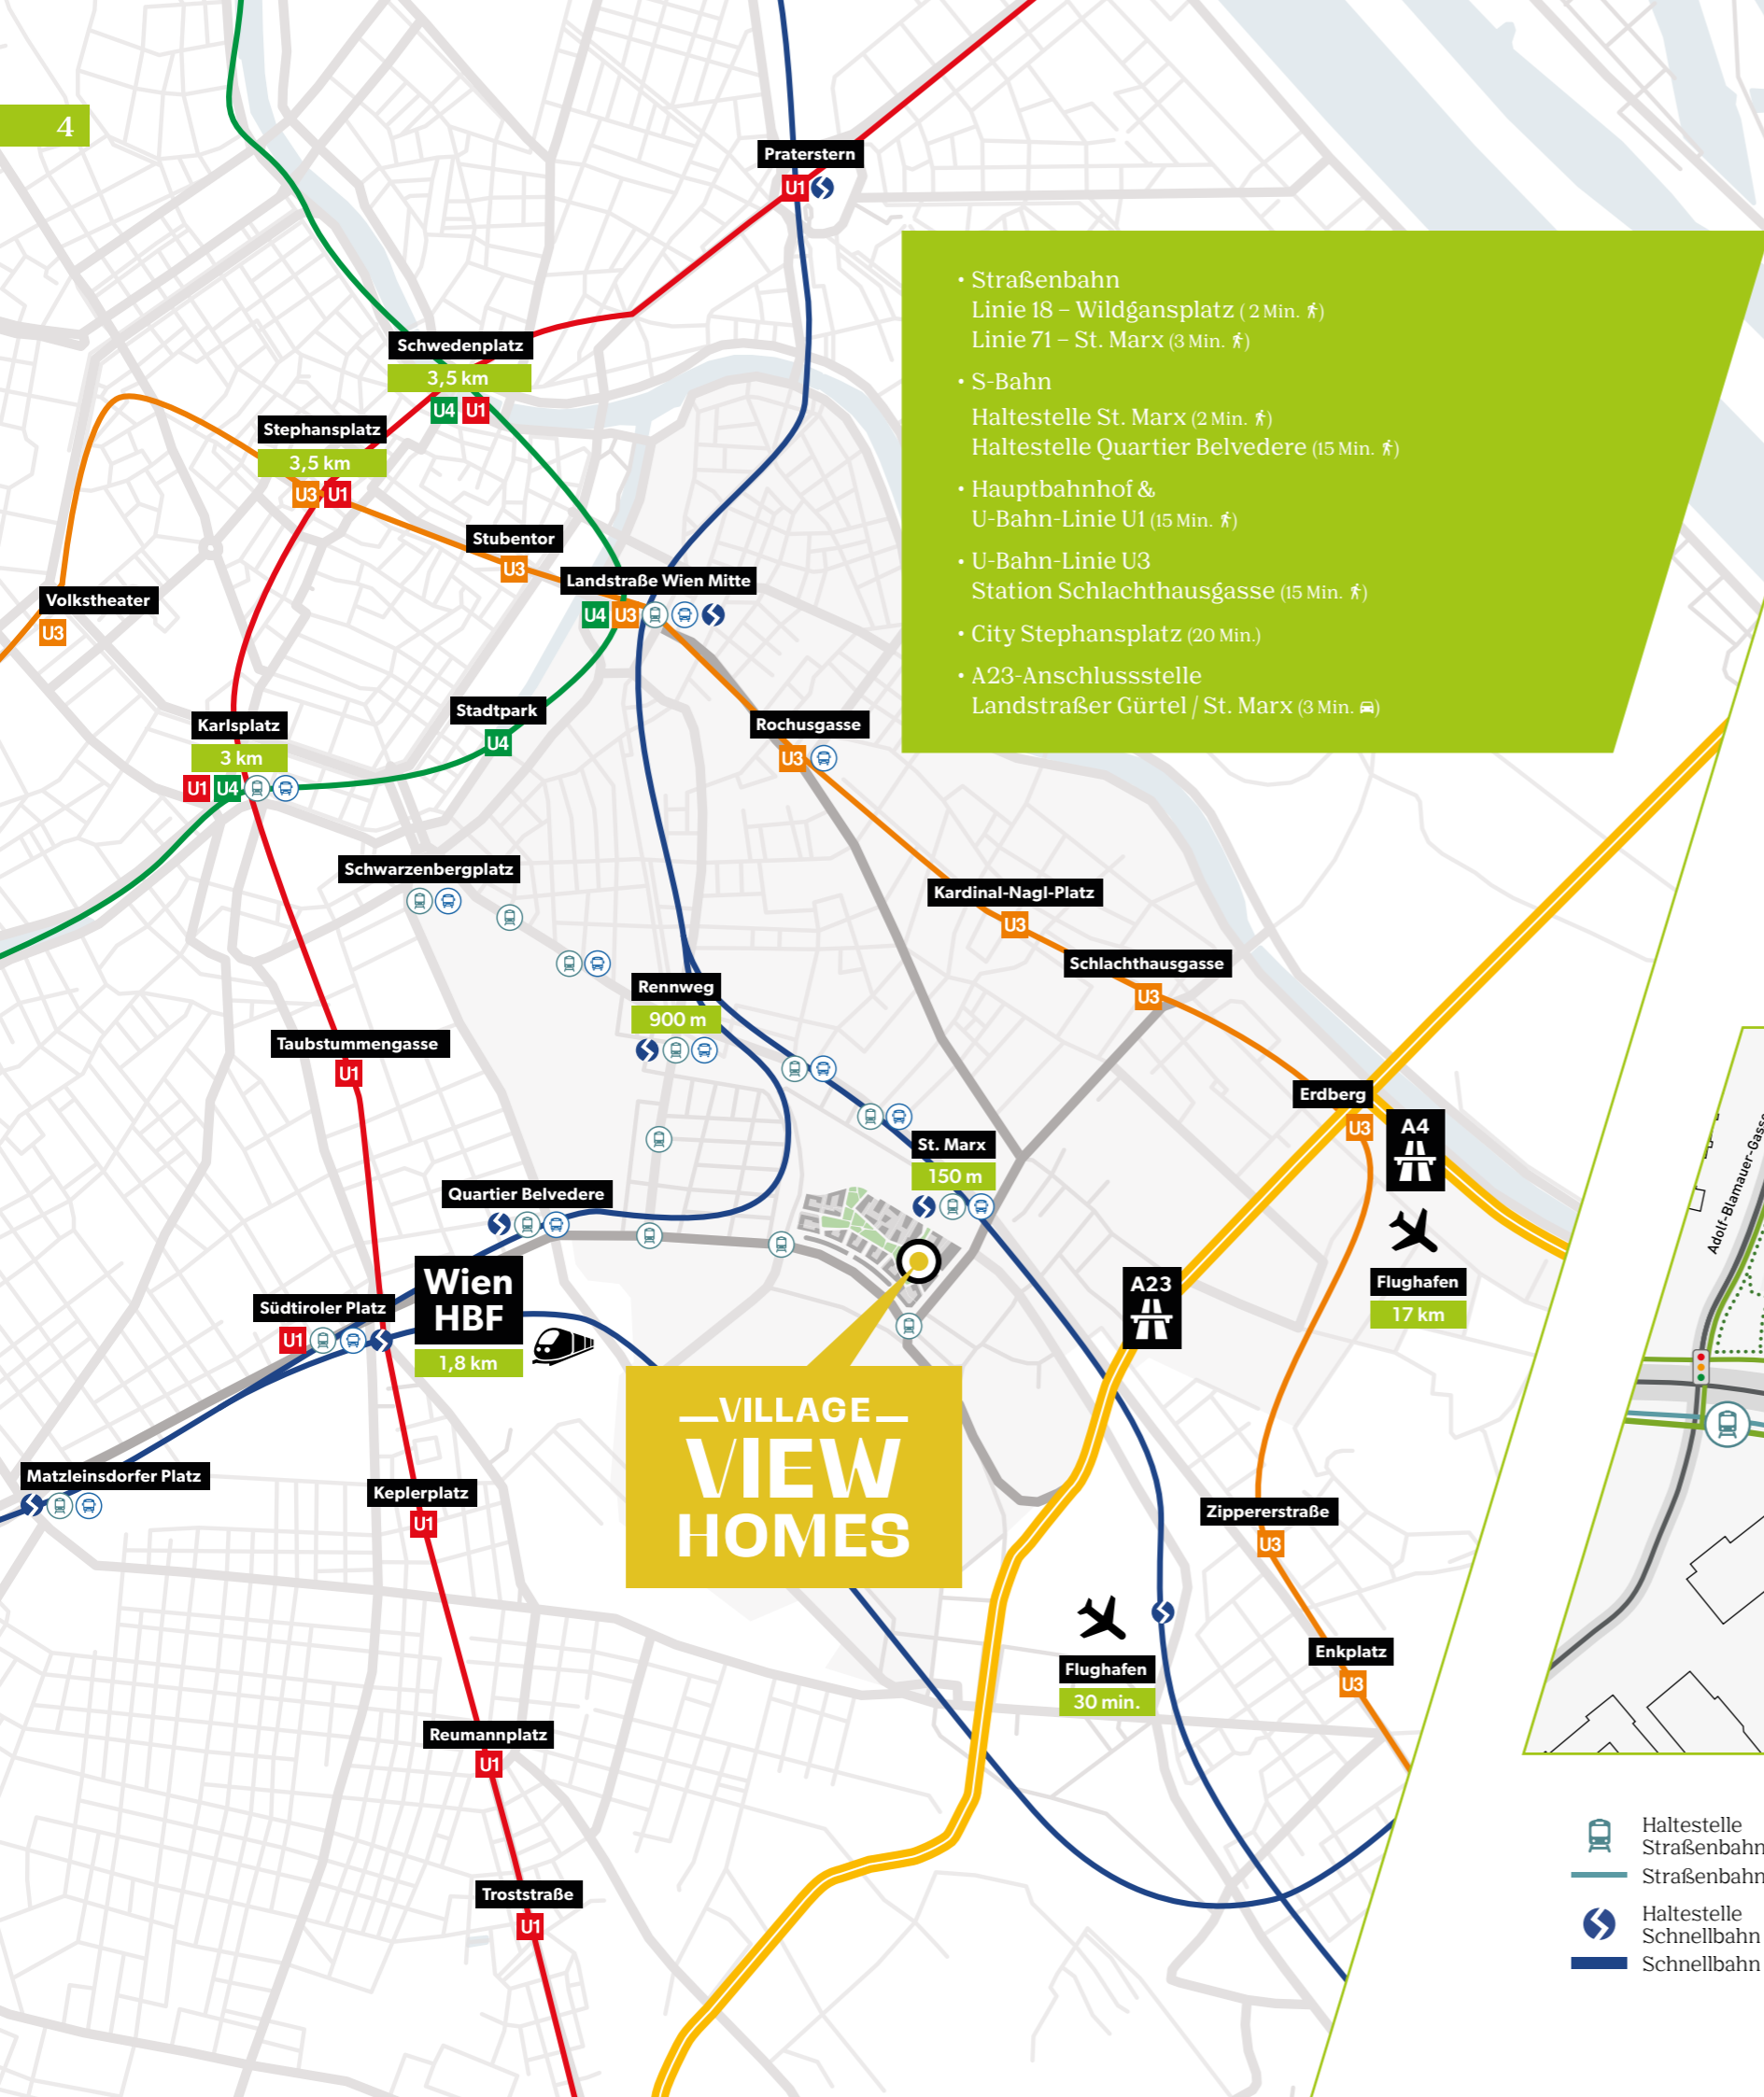 4
Praterstern
U1
• Straßenbahn
Linie 18 – Wildgansplatz ( 2 Min. )
Linie 71 – St. Marx (3 Min. )
• S-Bahn
Haltestelle St. Marx (2 Min. )
Haltestelle Quartier Belvedere (15 Min. )
• Hauptbahnhof &
U-Bahn-Linie U1 (15 Min. )
• U-Bahn-Linie U3
Station Schlachthausgasse (15 Min. )
• City Stephansplatz (20 Min.)
• A23-Anschlussstelle
Landstraßer Gürtel / St. Marx (3 Min. )
Schwedenplatz
3,5 km
U4 U1
Stephansplatz
3,5 km
U3 U1
Stubentor
U3
Landstraße Wien Mitte
U4 U3
Volkstheater
U3
Stadtpark
U4
Karlsplatz
3 km
U1 U4
Rochusgasse
U3
Schwarzenbergplatz
Kardinal-Nagl-Platz
U3
Schlachthausgasse
U3
Rennweg
900 m
Taubstummengasse
U1
Erdberg
U3
A4
St. Marx
150 m
Quartier Belvedere
Adolf-Blamauer-Gasse
Wien
HBF
1,8 km
Südtiroler Platz
U1
A23
Flughafen
17 km
VILLAGE
VIEW
HOMES
Matzleinsdorfer Platz
Keplerplatz
U1
Zippererstraße
U3
Flughafen
30 min.
Enkplatz
U3
Reumannplatz
U1
Troststraße
U1
Haltestelle
Straßenbahn
Straßenbahn
Haltestelle
Schnellbahn
Schnellbahn